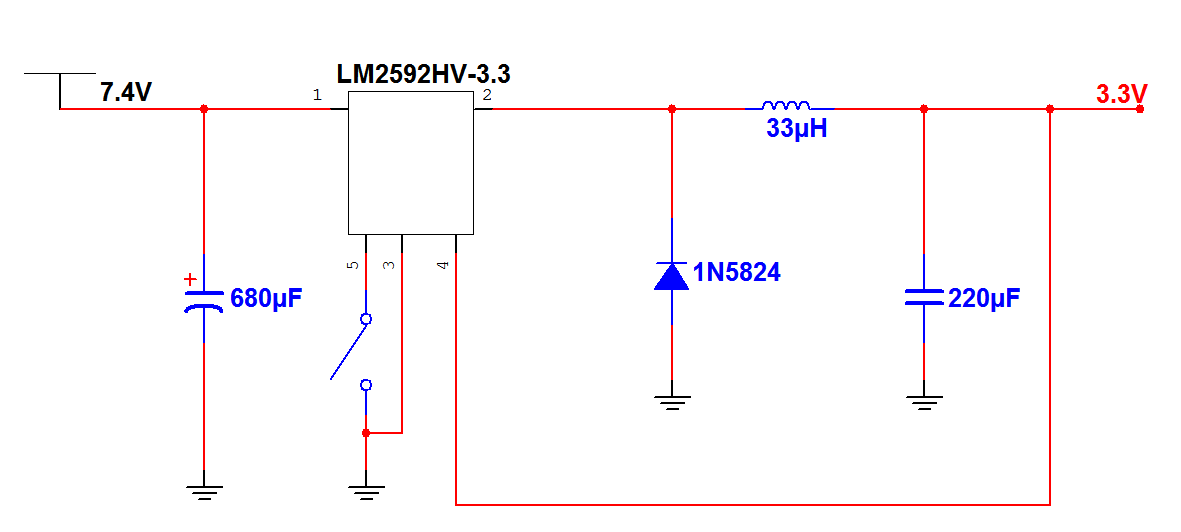 LM2592HV-3.3
7.4V
1
2
3.3V
33µH
5
3
4
+
680µF
1N5824
220µF